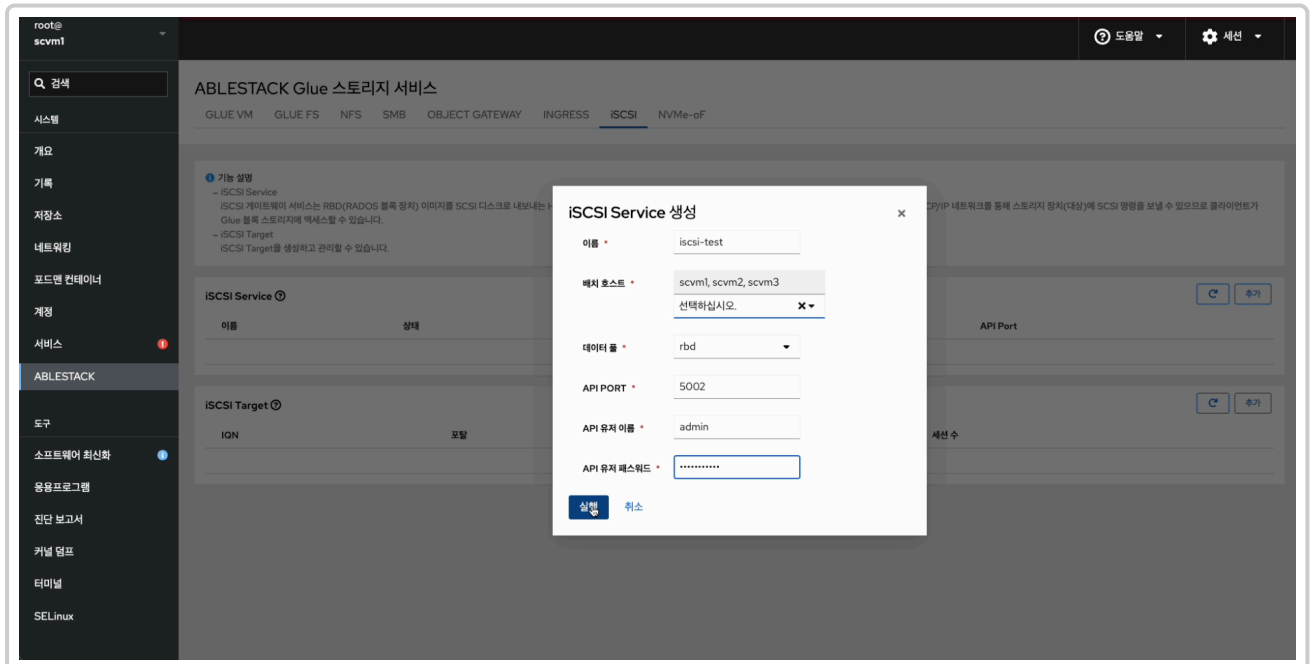 root@
scvm1
도움말
세션
검색
시스템
개요
기록
저장소
네트워킹
포드맨 컨테이너
계정
서비스
ABLESTACK
도구
소프트웨어 최신화
응용프로그램
진단 보고서
커널 덤프
터미널
SELinux
ABLESTACK Glue 스토리지 서비스
GLUE VM GLUE FS NFS SMB OBJECT GATEWAY INGRESS iSCSI NVMe-oF
기능 설명
– iSCSI Service
iSCSI 게이트웨이 서비스는 RBD(RADOS 블록 장치) 이미지를 SCSI 디스크로 내보내는 H
CP/IP 네트워크를 통해 스토리지 장치(대상)에 SCSI 명령을 보낼 수 있으므로 클라이언트가
Glue 블록 스토리지에 액세스할 수 있습니다.
– iSCSI Target
iSCSI Target을 생성하고 관리할 수 있습니다.
iSCSI Service
추가
이름 상태 API Port
iSCSI Target
추가
IQN 포탈 세션 수
iSCSI Service 생성
이름 * iscsi-test
배치 호스트 * scvm1, scvm2, scvm3
선택하십시오.
데이터 풀 * rbd
API PORT * 5002
API 유저 이름 * admin
API 유저 패스워드 * •••••••••••
실행 취소